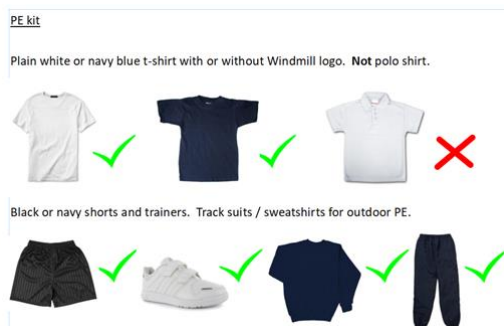 PE kit
Plain white or navy blue t-shirt with or without Windmill logo.  Not polo shirt.
Black or navy shorts and trainers.  Track suits / sweatshirts for outdoor PE.